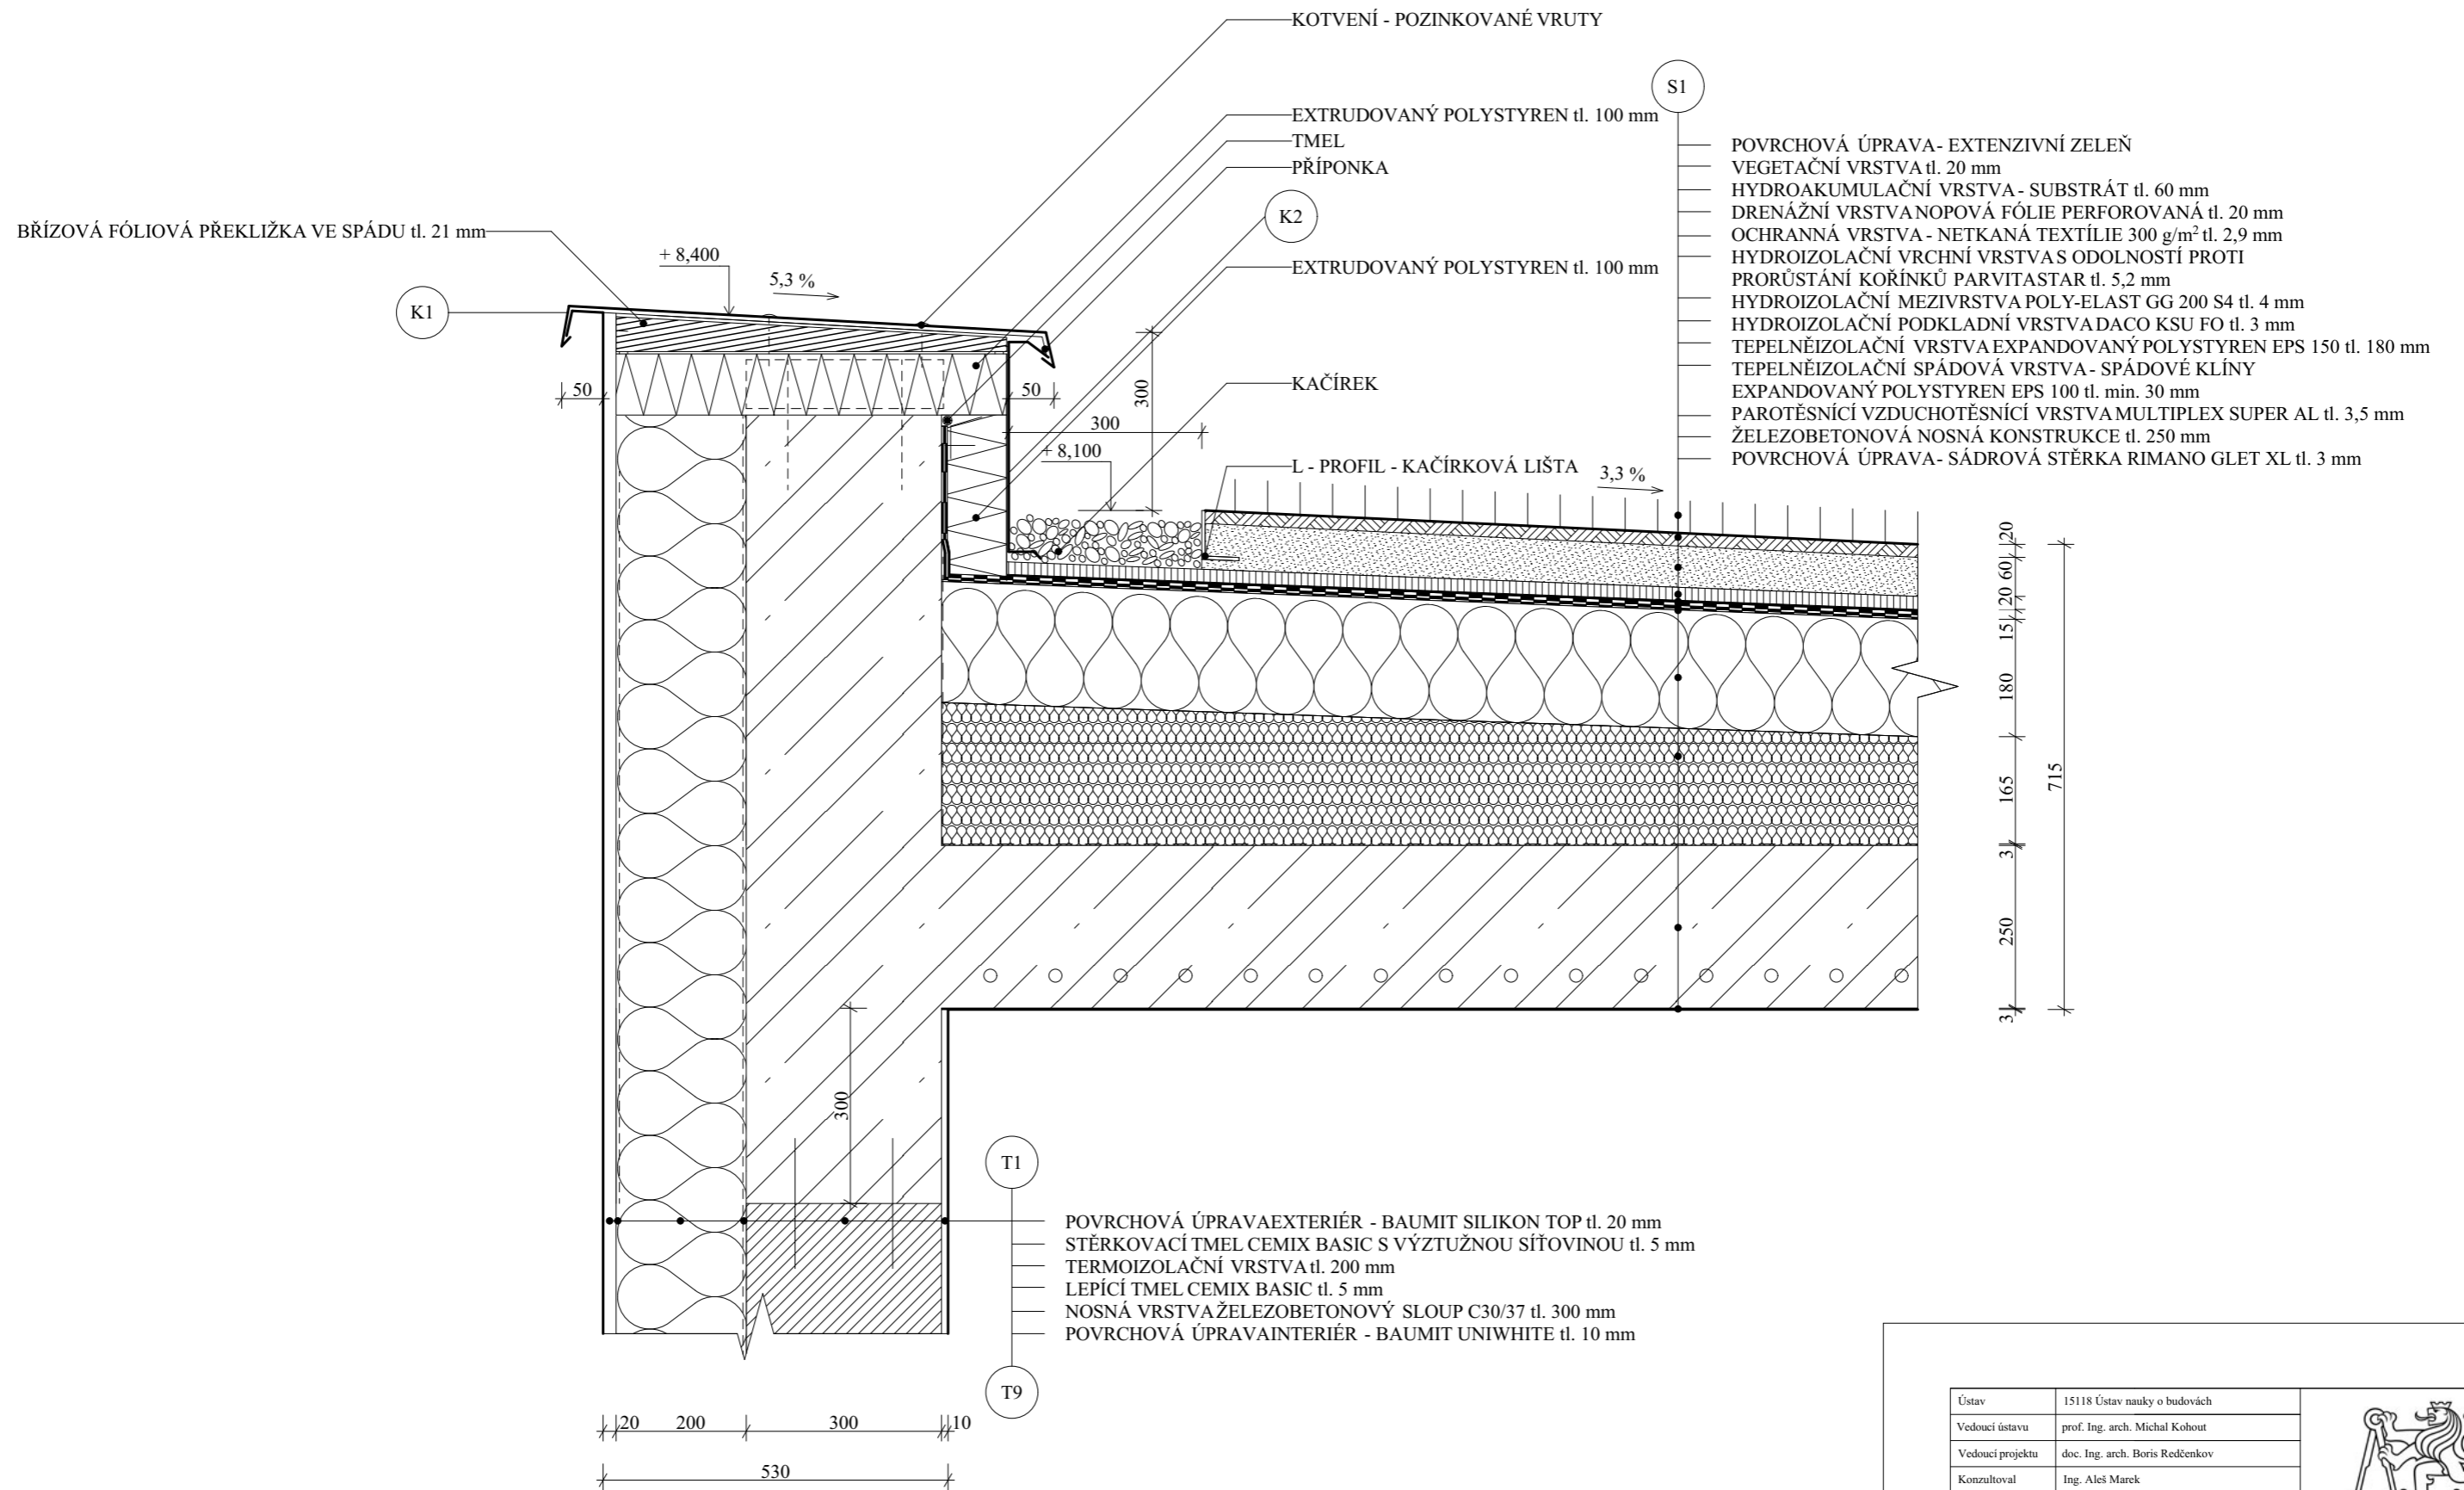 KOTVENÍ - POZINKOVANÉ VRUTY
EXTRUDOVANÝ POLYSTYREN tl. 100 mm
TMEL
PŘÍPONKA
K2
EXTRUDOVANÝ POLYSTYREN tl. 100 mm
KAČÍREK
L - PROFIL - KAČÍRKOVÁ LIŠTA
BŘÍZOVÁ FÓLIOVÁ PŘEKLIŽKA VE SPÁDU tl. 21 mm
K1
+ 8,400
5,3 %
50
50
300
300
+ 8,100
3,3 %
S1
POVRCHOVÁ ÚPRAVA- EXTENZIVNÍ ZELEŇ
VEGETAČNÍ VRSTVA tl. 20 mm
HYDROAKUMULAČNÍ VRSTVA - SUBSTRÁT tl. 60 mm
DRENÁŽNÍ VRSTVA NOPOVÁ FÓLIE PERFOROVANÁ tl. 20 mm
OCHRANNÁ VRSTVA - NETKANÁ TEXTÍLIE 300 g/m² tl. 2,9 mm
HYDROIZOLAČNÍ VRCHNÍ VRSTVA S ODOLNOSTÍ PROTI
PRORŮSTÁNÍ KOŘÍNKŮ PARVITASTAR tl. 5,2 mm
HYDROIZOLAČNÍ MEZIVRSTVA POLY-ELAST GG 200 S4 tl. 4 mm
HYDROIZOLAČNÍ PODKLADNÍ VRSTVA DACO KSU FO tl. 3 mm
TEPELNĚIZOLAČNÍ VRSTVA EXPANDOVANÝ POLYSTYREN EPS 150 tl. 180 mm
TEPELNĚIZOLAČNÍ SPÁDOVÁ VRSTVA - SPÁDOVÉ KLÍNY
EXPANDOVANÝ POLYSTYREN EPS 100 tl. min. 30 mm
PAROTĚSNÍCÍ VZDUCHOTĚSNÍCÍ VRSTVA MULTIPLEX SUPER AL tl. 3,5 mm
ŽELEZOBETONOVÁ NOSNÁ KONSTRUKCE tl. 250 mm
POVRCHOVÁ ÚPRAVA- SÁDROVÁ STĚRKA RIMANO GLET XL tl. 3 mm
20
60
20
15
180
165
3
250
3
715
300
T1
POVRCHOVÁ ÚPRAVA EXTERIÉR - BAUMIT SILIKON TOP tl. 20 mm
STĚRKOVACÍ TMEL CEMIX BASIC S VÝZTUŽNOU SÍŤOVINOU tl. 5 mm
TERMOIZOLAČNÍ VRSTVA tl. 200 mm
LEPÍCÍ TMEL CEMIX BASIC tl. 5 mm
NOSNÁ VRSTVA ŽELEZOBETONOVÝ SLOUP C30/37 tl. 300 mm
POVRCHOVÁ ÚPRAVA INTERIÉR - BAUMIT UNIWHITE tl. 10 mm
T9
20 200 300 10
530
Ústav 15118 Ústav nauky o budovách
Vedoucí ústavu prof. Ing. arch. Michal Kohout
Vedoucí projektu doc. Ing. arch. Boris Redčenkov
Konzultoval Ing. Aleš Marek